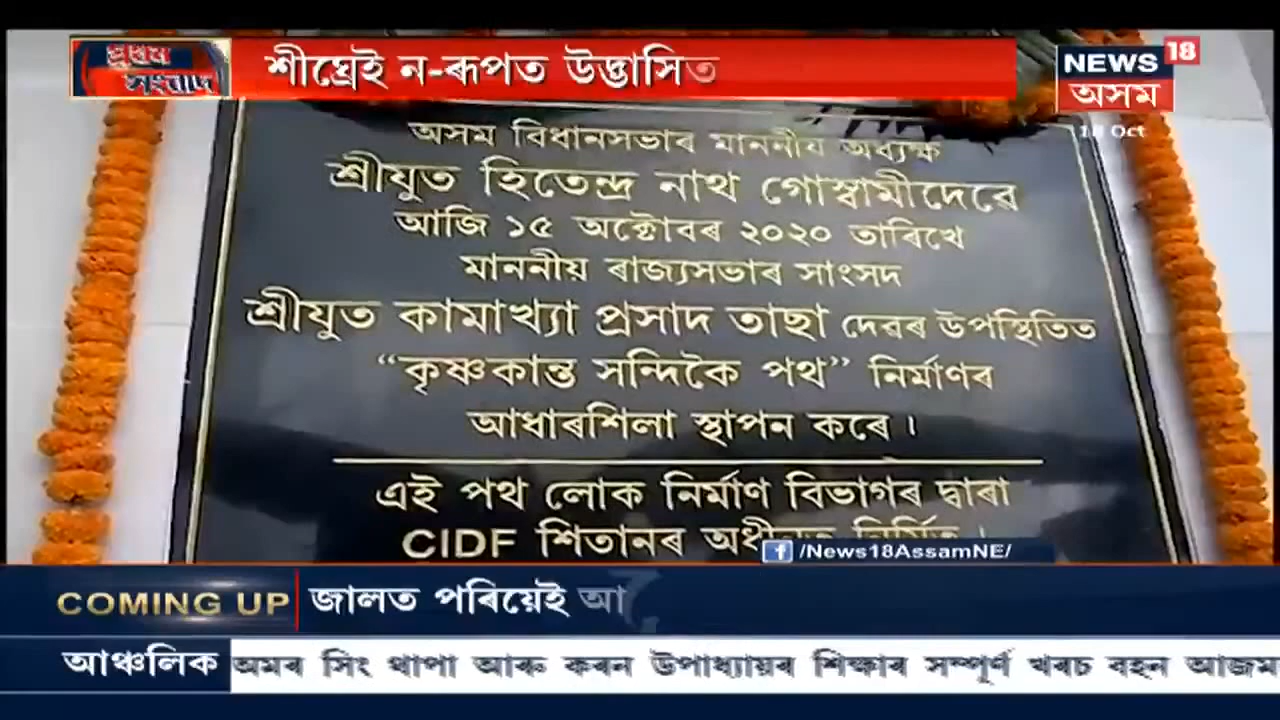 প্ৰথম
সংবাদ
শীঘ্ৰেই ন-ৰূপত উদ্ভাসিত
NEWS 18
অসম
18 Oct
অসম বিধানসভাৰ মাননীয় অধ্যক্ষ
শ্ৰীযুত হিতেন্দ্ৰ নাথ গোস্বামীদেৱে
আজি ১৫ অক্টোবৰ ২০২০ তাৰিখে
মাননীয় ৰাজ্যসভাৰ সাংসদ
শ্ৰীযুত কামাখ্যা প্ৰসাদ তাছা দেৱৰ উপস্থিতিত
“কৃষ্ণকান্ত সন্দিকৈ পথ” নিৰ্মাণৰ
আধাৰশিলা স্থাপন কৰে।
এই পথ লোক নিৰ্মাণ বিভাগৰ দ্বাৰা
CIDF শিতানৰ অধীনত নিৰ্মিত।
/News18AssamNE/
COMING UP জালত পৰিয়েই আ
আঞ্চলিক অমৰ সিং থাপা আৰু কৰন উপাধ্যায়ৰ শিক্ষাৰ সম্পূৰ্ণ খৰচ বহন আজম